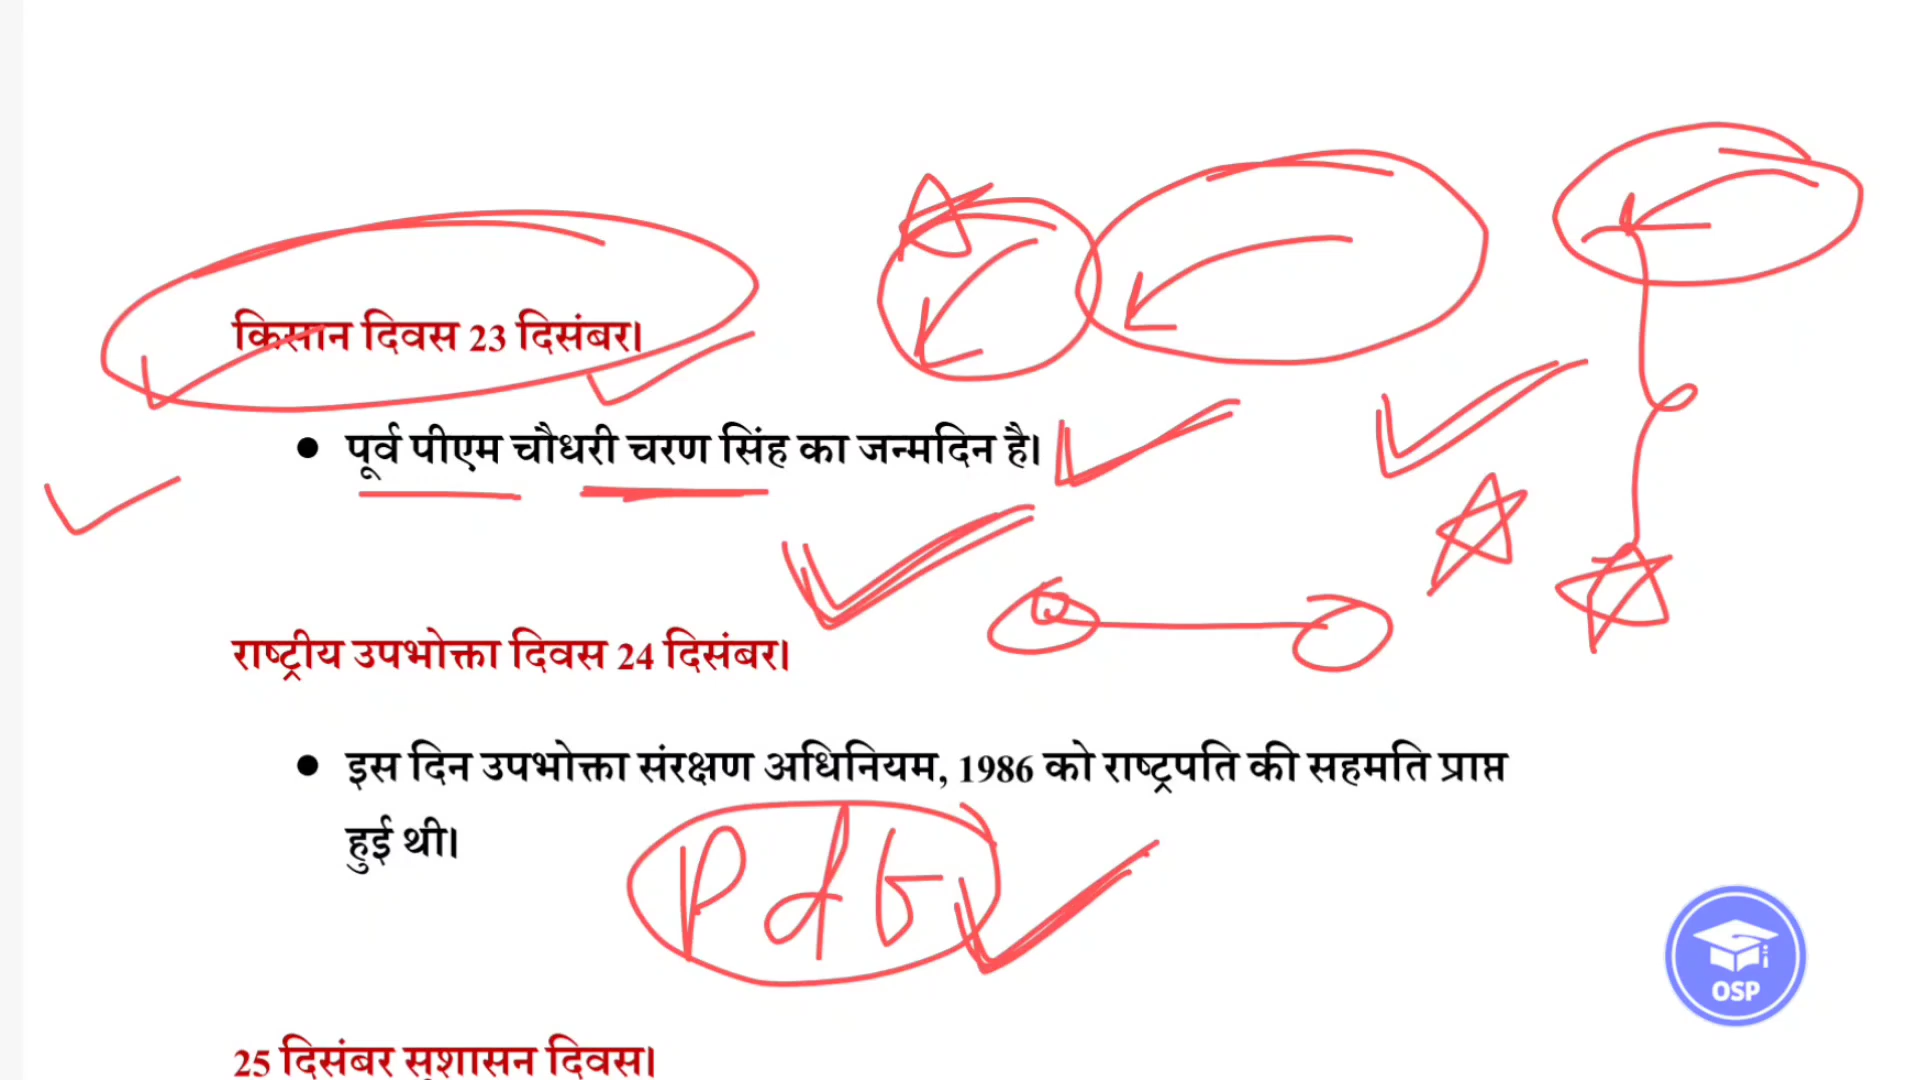 किसान दिवस 23 दिसंबर।
● पूर्व पीएम चौधरी चरण सिंह का जन्मदिन है।
राष्ट्रीय उपभोक्ता दिवस 24 दिसंबर।
● इस दिन उपभोक्ता संरक्षण अधिनियम, 1986 को राष्ट्रपति की सहमति प्राप्त
हुई थी।
Pdf
OSP
25 दिसंबर सुशासन दिवस।